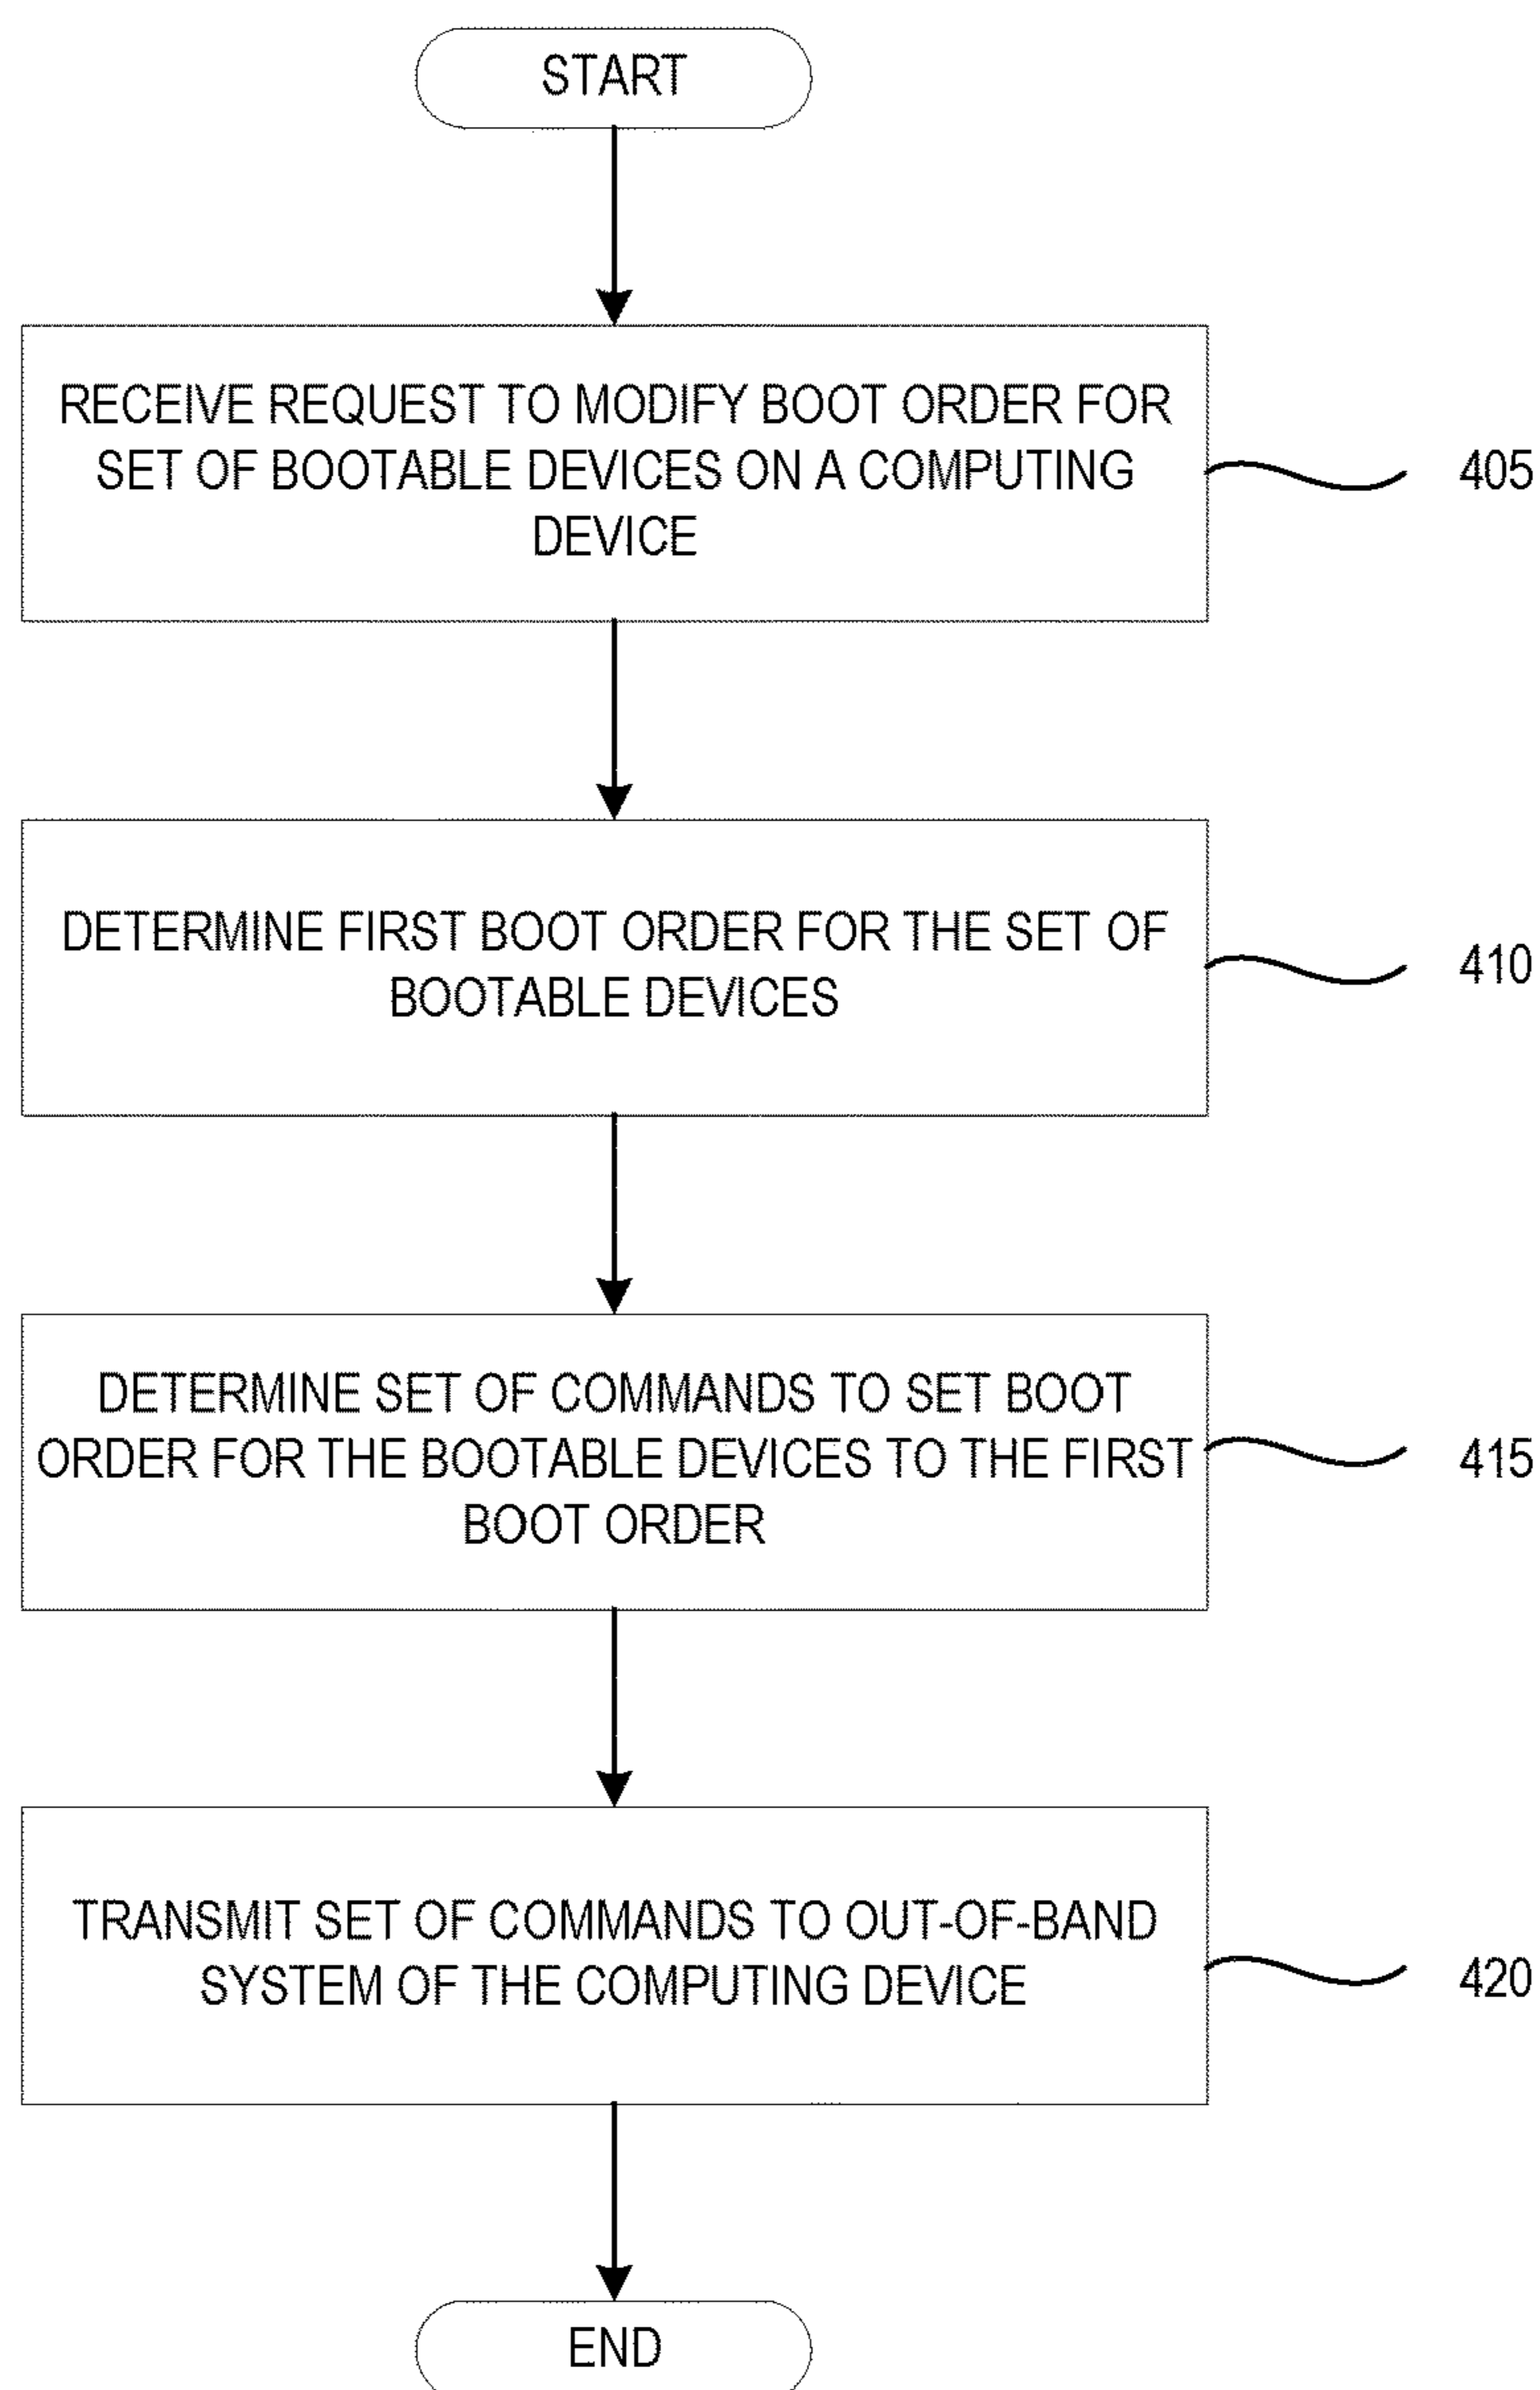 START
RECEIVE REQUEST TO MODIFY BOOT ORDER FOR
SET OF BOOTABLE DEVICES ON A COMPUTING
DEVICE
405
DETERMINE FIRST BOOT ORDER FOR THE SET OF
BOOTABLE DEVICES
410
DETERMINE SET OF COMMANDS TO SET BOOT
ORDER FOR THE BOOTABLE DEVICES TO THE FIRST
BOOT ORDER
415
TRANSMIT SET OF COMMANDS TO OUT-OF-BAND
SYSTEM OF THE COMPUTING DEVICE
420
END